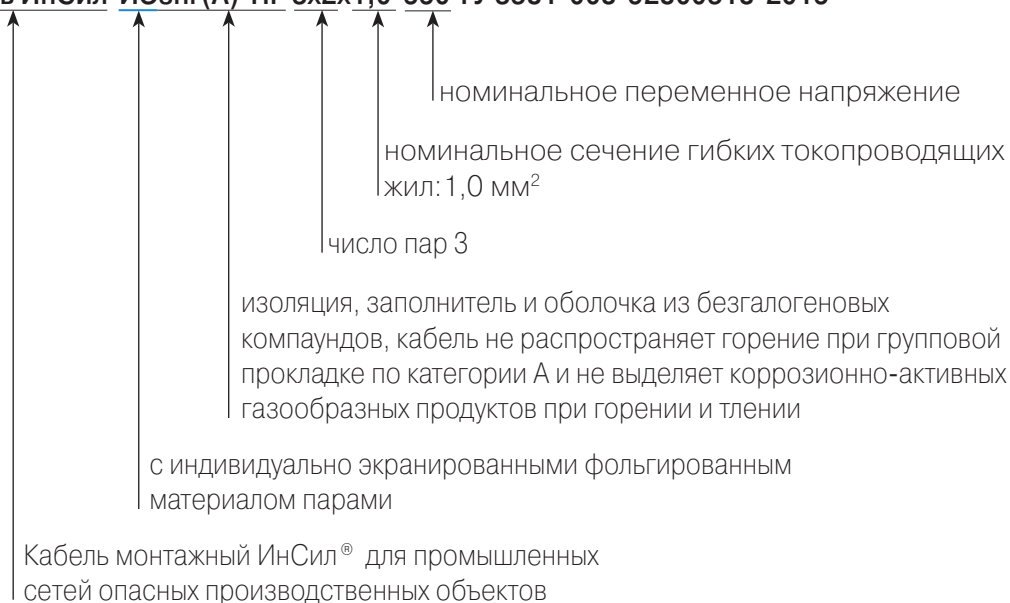 номинальное переменное напряжение
номинальное сечение гибких токопроводящих
жил: 1,0 мм²
число пар 3
изоляция, заполнитель и оболочка из безгалогеновых
компаундов, кабель не распространяет горение при групповой
прокладке по категории А и не выделяет коррозионно-активных
газообразных продуктов при горении и тлении
с индивидуально экранированными фольгированным
материалом парами
Кабель монтажный ИнСил® для промышленных
сетей опасных производственных объектов